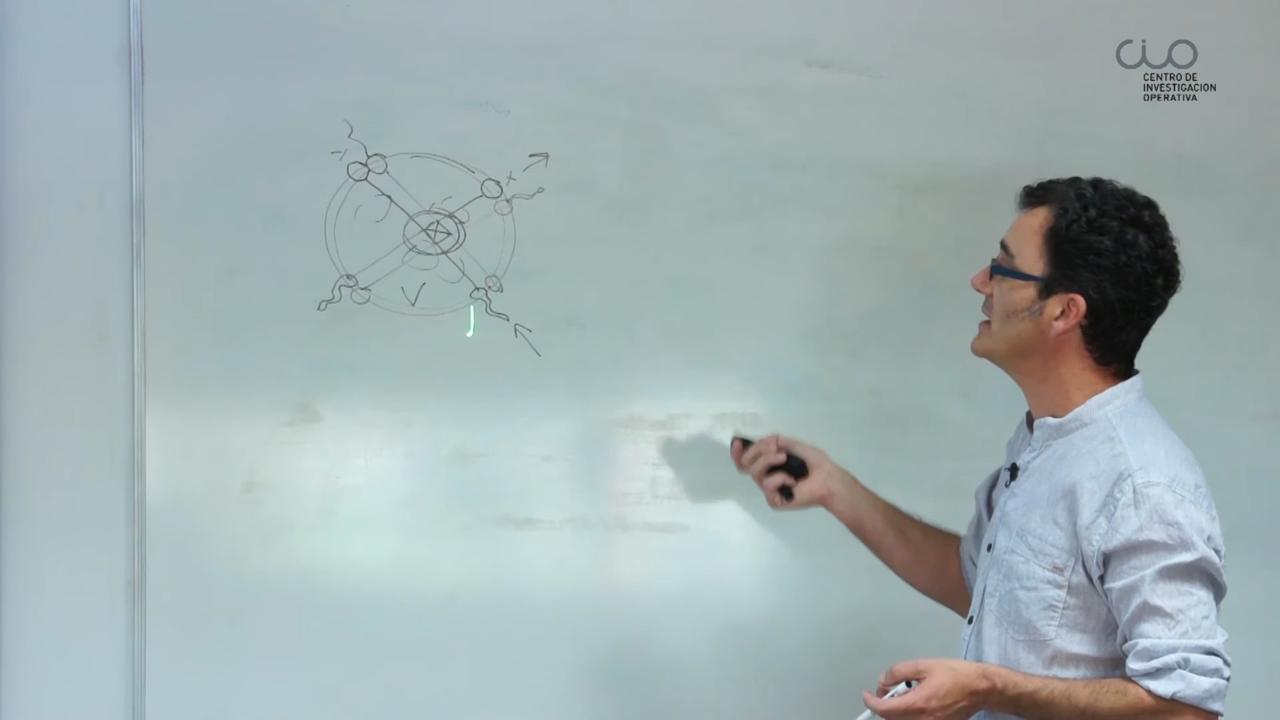 CIO
CENTRO DE
INVESTIGACION
OPERATIVA
+
V